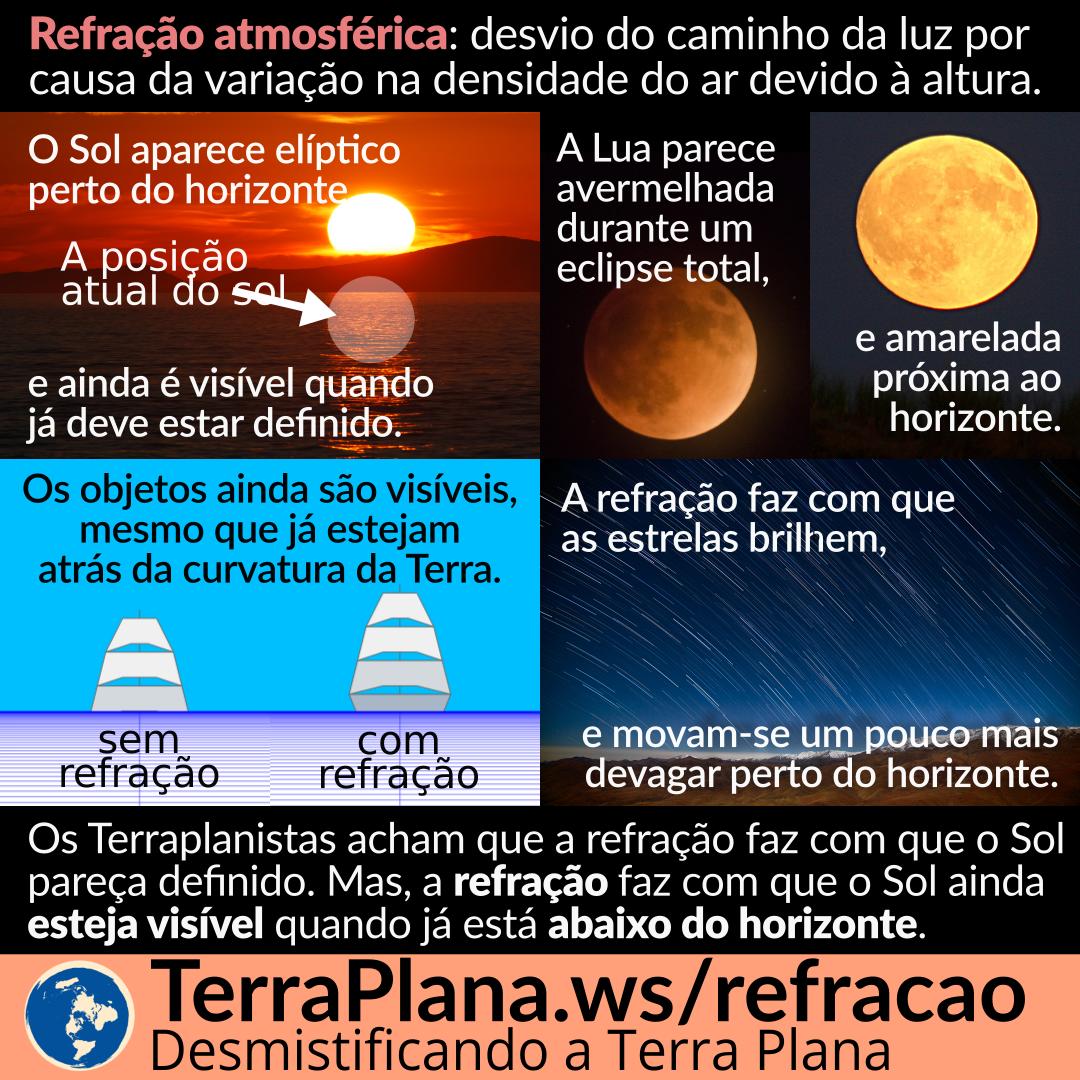 Refração atmosférica: desvio do caminho da luz por
causa da variação na densidade do ar devido à altura.
O Sol aparece elíptico
perto do horizonte
A posição
atual do sol
e ainda é visível quando
já deve estar definido.
A Lua parece
avermelhada
durante um
eclipse total,
e amarelada
próxima ao
horizonte.
Os objetos ainda são visíveis,
mesmo que já estejam
atrás da curvatura da Terra.
sem
refração
com
refração
A refração faz com que
as estrelas brilhem,
e movam-se um pouco mais
devagar perto do horizonte.
Os Terraplanistas acham que a refração faz com que o Sol
pareça definido. Mas, a refração faz com que o Sol ainda
esteja visível quando já está abaixo do horizonte.
TerraPlana.ws/refracao
Desmistificando a Terra Plana